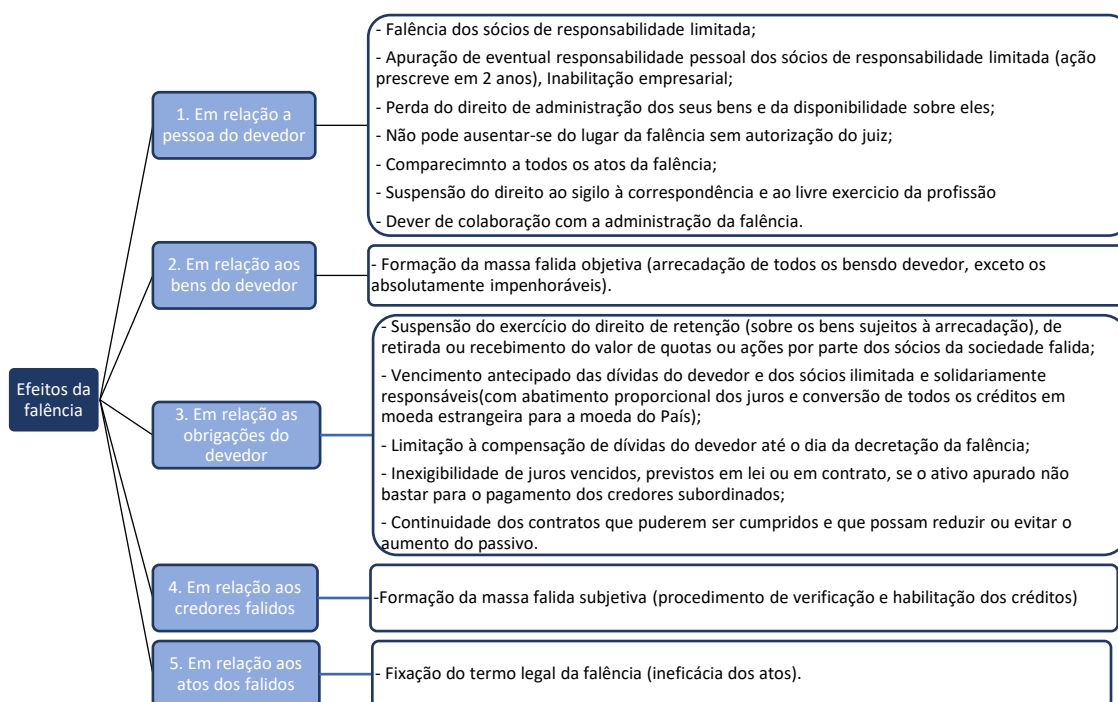 Efeitos da
falência
1. Em relação a
pessoa do devedor
- Falência dos sócios de responsabilidade limitada;
- Apuração de eventual responsabilidade pessoal dos sócios de responsabilidade limitada (ação
prescreve em 2 anos), Inabilitação empresarial;
- Perda do direito de administração dos seus bens e da disponibilidade sobre eles;
- Não pode ausentar-se do lugar da falência sem autorização do juiz;
- Comparecimnto a todos os atos da falência;
- Suspensão do direito ao sigilo à correspondência e ao livre exercicio da profissão
- Dever de colaboração com a administração da falência.
2. Em relação aos
bens do devedor
- Formação da massa falida objetiva (arrecadação de todos os bensdo devedor, exceto os
absolutamente impenhoráveis).
3. Em relação as
obrigações do
devedor
- Suspensão do exercício do direito de retenção (sobre os bens sujeitos à arrecadação), de
retirada ou recebimento do valor de quotas ou ações por parte dos sócios da sociedade falida;
- Vencimento antecipado das dívidas do devedor e dos sócios ilimitada e solidariamente
responsáveis(com abatimento proporcional dos juros e conversão de todos os créditos em
moeda estrangeira para a moeda do País);
- Limitação à compensação de dívidas do devedor até o dia da decretação da falência;
- Inexigibilidade de juros vencidos, previstos em lei ou em contrato, se o ativo apurado não
bastar para o pagamento dos credores subordinados;
- Continuidade dos contratos que puderem ser cumpridos e que possam reduzir ou evitar o
aumento do passivo.
4. Em relação aos
credores falidos
-Formação da massa falida subjetiva (procedimento de verificação e habilitação dos créditos)
5. Em relação aos
atos dos falidos
- Fixação do termo legal da falência (ineficácia dos atos).